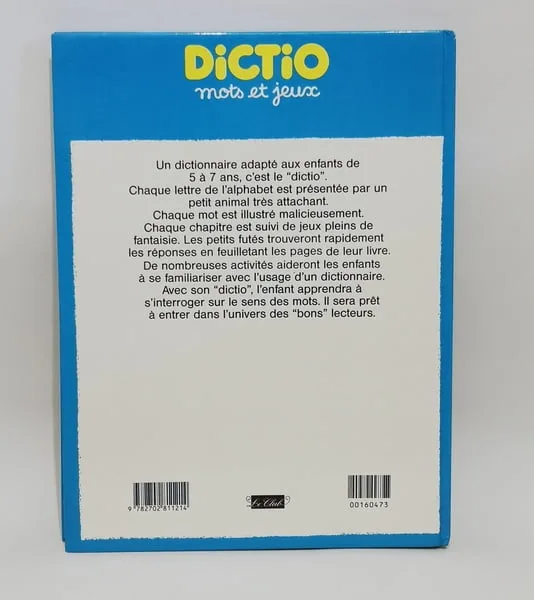 DiCTiO
mots et jeux
Un dictionnaire adapté aux enfants de
5 à 7 ans, c'est le "dictio".
Chaque lettre de l'alphabet est présentée par un
petit animal très attachant.
Chaque mot est illustré malicieusement.
Chaque chapitre est suivi de jeux pleins de
fantaisie. Les petits futés trouveront rapidement
les réponses en feuilletant les pages de leur livre.
De nombreuses activités aideront les enfants
à se familiariser avec l'usage d'un dictionnaire.
Avec son "dictio", l'enfant apprendra à
s'interroger sur le sens des mots. Il sera prêt
à entrer dans l'univers des "bons" lecteurs.
9 782702 811214
Le Club
00160473